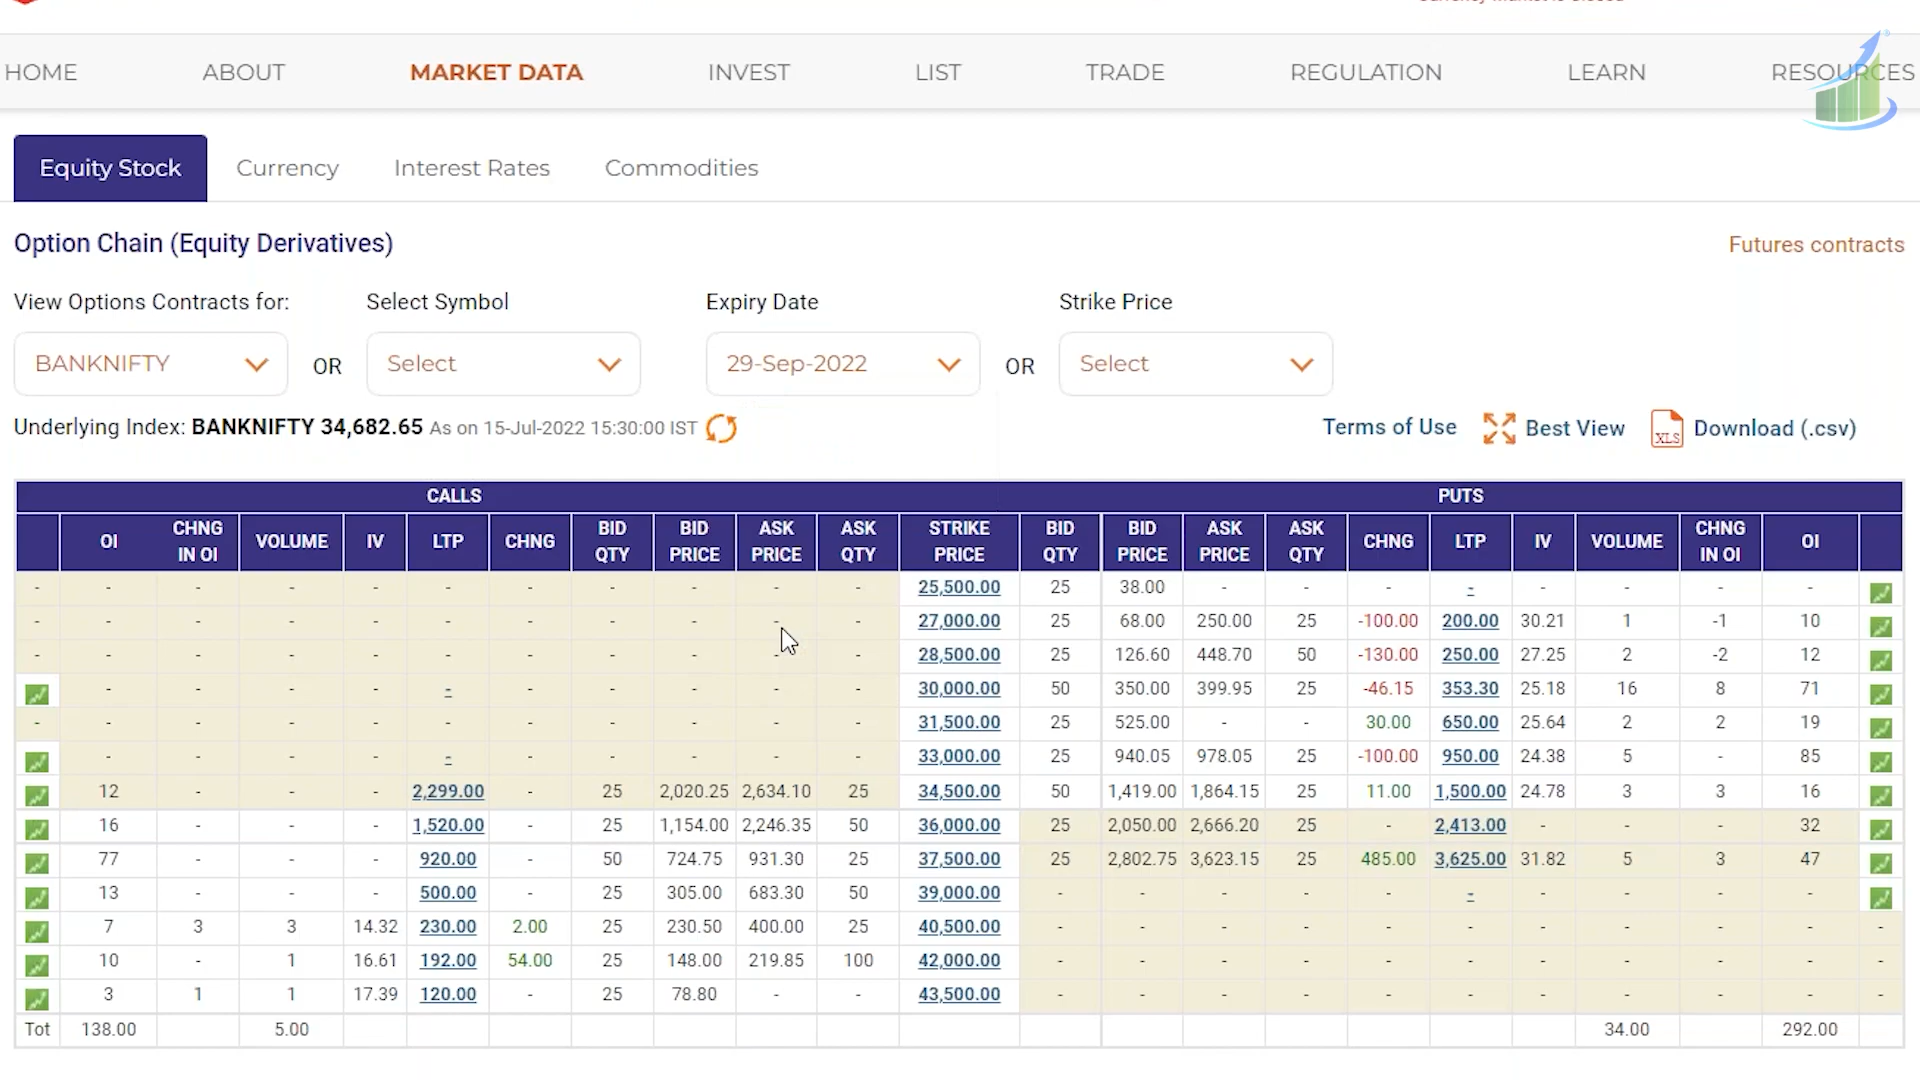 HOME ABOUT MARKET DATA INVEST LIST TRADE REGULATION LEARN RESOURCES
Equity Stock Currency Interest Rates Commodities
Option Chain (Equity Derivatives) Futures contracts
View Options Contracts for: Select Symbol Expiry Date Strike Price
BANKNIFTY OR Select 29-Sep-2022 OR Select
Underlying Index: BANKNIFTY 34,682.65 As on 15-Jul-2022 15:30:00 IST Terms of Use Best View XLS Download (.csv)
CALLS PUTS
OI CHNG IN OI VOLUME IV LTP CHNG BID QTY BID PRICE ASK PRICE ASK QTY STRIKE PRICE BID QTY BID PRICE ASK PRICE ASK QTY CHNG LTP IV VOLUME CHNG IN OI OI
- - - - - - - - - - - 25,500.00 25 38.00 - - - - - - - -
- - - - - - - - - - - 27,000.00 25 68.00 250.00 25 -100.00 200.00 30.21 1 -1 10
- - - - - - - - - - - 28,500.00 25 126.60 448.70 50 -130.00 250.00 27.25 2 -2 12
- - - - - - - - - - 30,000.00 50 350.00 399.95 25 -46.15 353.30 25.18 16 8 71
- - - - - - - - - - - 31,500.00 25 525.00 - - 30.00 650.00 25.64 2 2 19
- - - - - - - - - - 33,000.00 25 940.05 978.05 25 -100.00 950.00 24.38 5 - 85
12 - - - 2,299.00 - 25 2,020.25 2,634.10 25 34,500.00 50 1,419.00 1,864.15 25 11.00 1,500.00 24.78 3 3 16
16 - - - 1,520.00 - 25 1,154.00 2,246.35 50 36,000.00 25 2,050.00 2,666.20 25 - 2,413.00 - - - 32
77 - - - 920.00 - 50 724.75 931.30 25 37,500.00 25 2,802.75 3,623.15 25 485.00 3,625.00 31.82 5 3 47
13 - - - 500.00 - 25 305.00 683.30 50 39,000.00 - - - - - - - - - -
7 3 3 14.32 230.00 2.00 25 230.50 400.00 25 40,500.00 - - - - - - - - - - -
10 - 1 16.61 192.00 54.00 25 148.00 219.85 100 42,000.00 - - - - - - - - - - -
3 1 1 17.39 120.00 - 25 78.80 - - 43,500.00 - - - - - - - - - - -
Tot 138.00 5.00 34.00 292.00